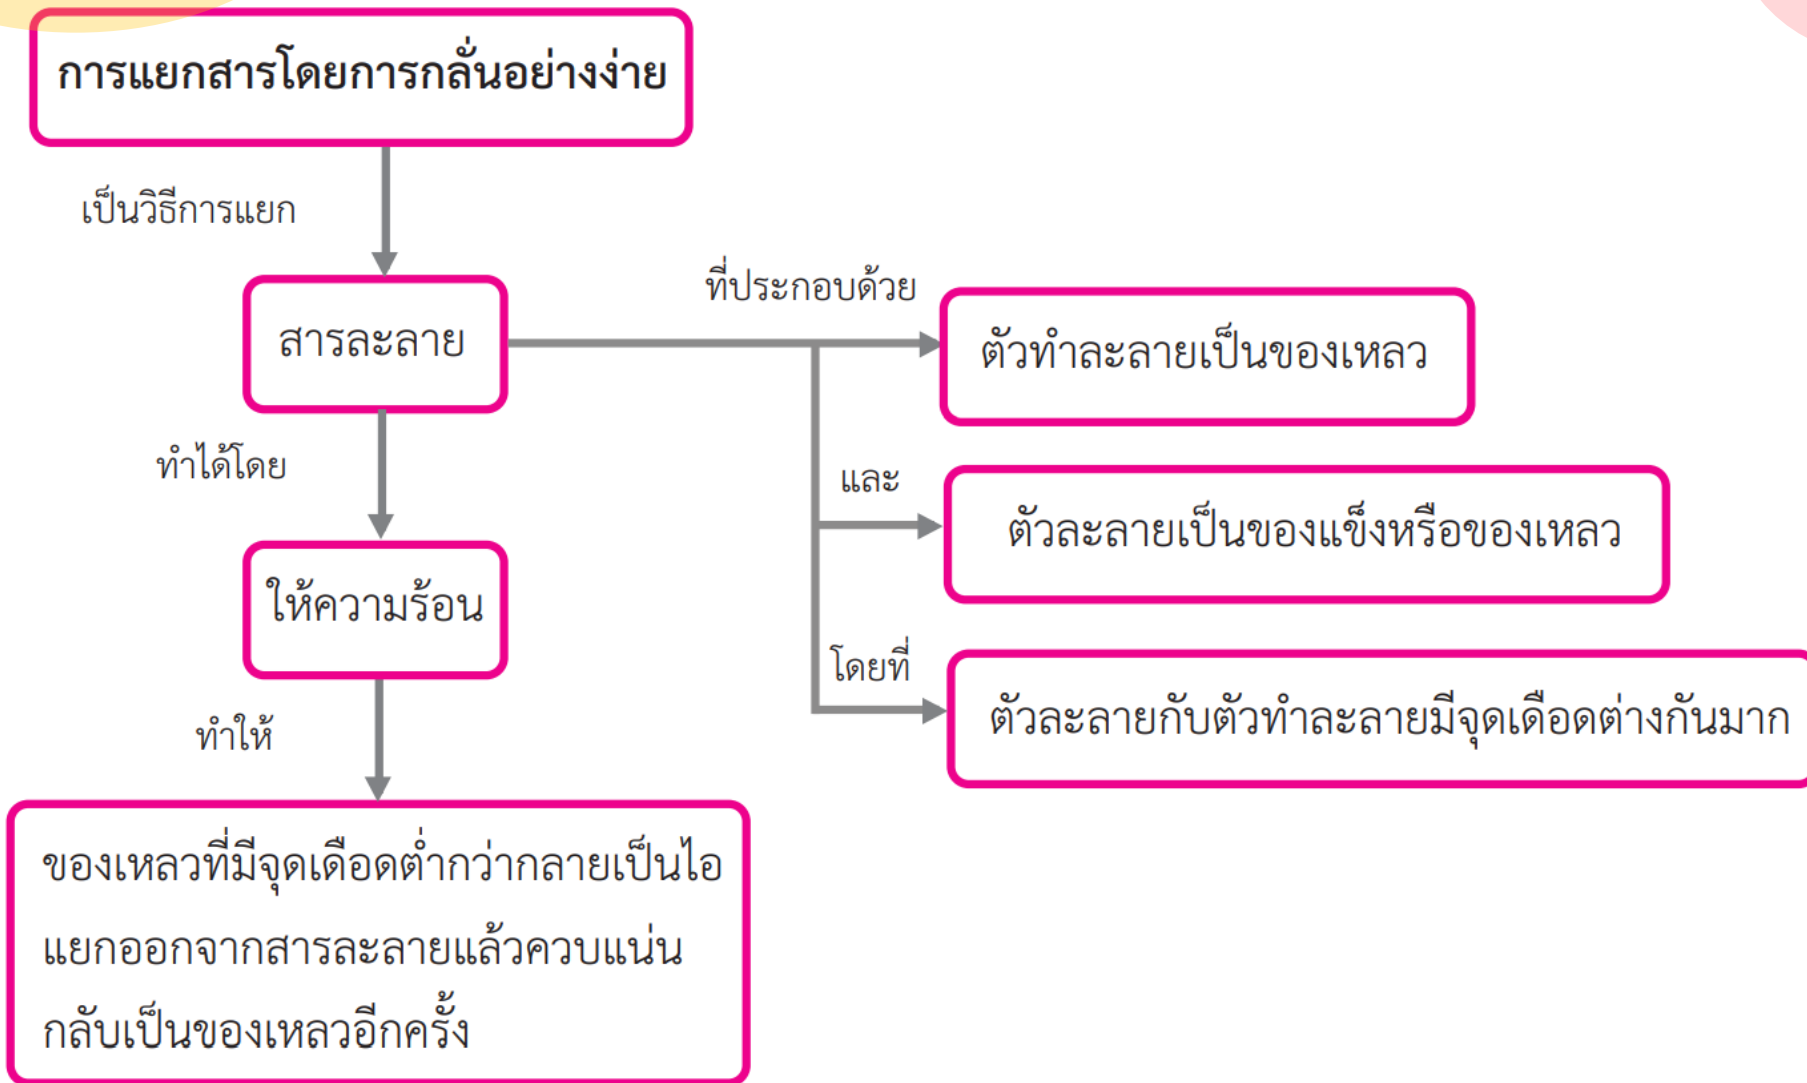 การแยกสารโดยการกลั่นอย่างง่าย
เป็นวิธีการแยก
สารละลาย
ที่ประกอบด้วย
ตัวทำละลายเป็นของเหลว
และ
ตัวละลายเป็นของแข็งหรือของเหลว
โดยที่
ตัวละลายกับตัวทำละลายมีจุดเดือดต่างกันมาก
ทำได้โดย
ให้ความร้อน
ทำให้
ของเหลวที่มีจุดเดือดต่ำกว่ากลายเป็นไอ
แยกออกจากสารละลายแล้วควบแน่น
กลับเป็นของเหลวอีกครั้ง